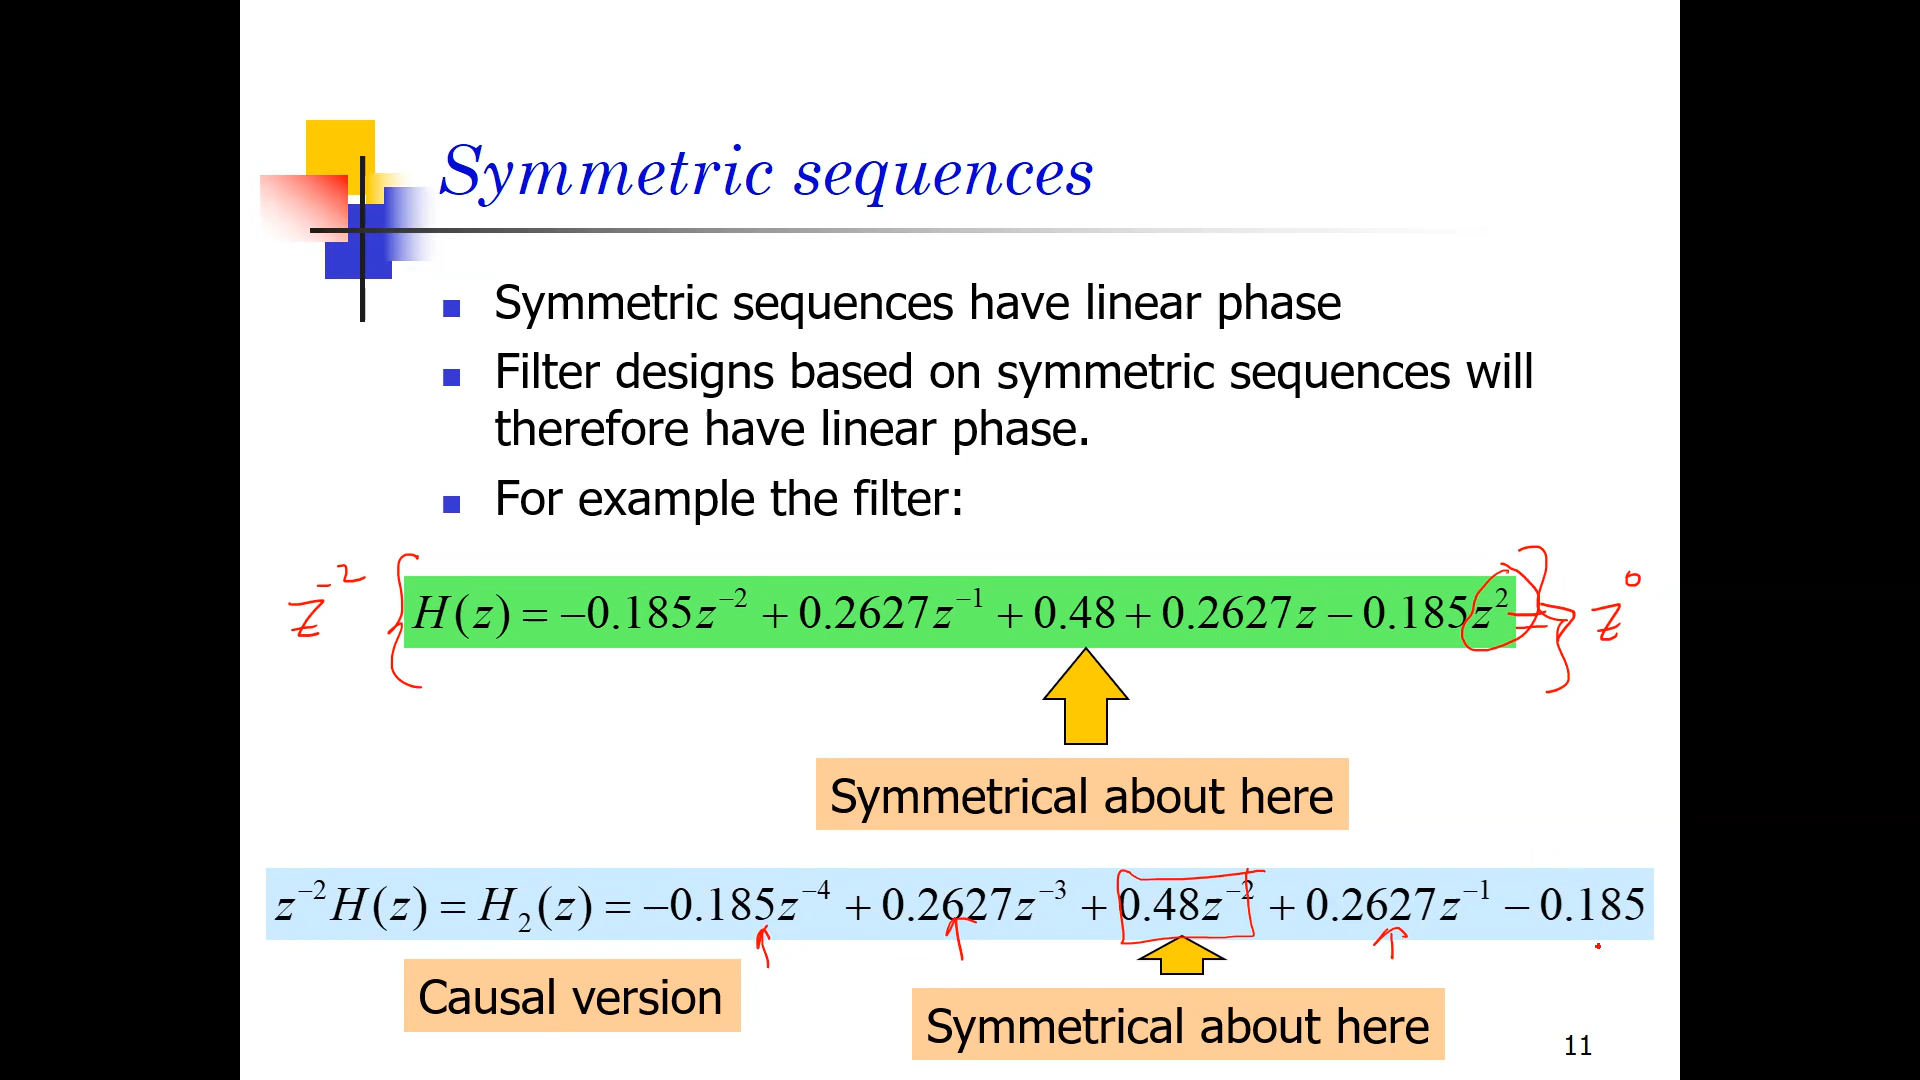 Symmetric sequences
Symmetric sequences have linear phase
Filter designs based on symmetric sequences will
therefore have linear phase.
For example the filter:
z⁻² { H(z) = −0.185z⁻² + 0.2627z⁻¹ + 0.48 + 0.2627z − 0.185z² } ⇒ z⁰
Symmetrical about here
z⁻²H(z) = H₂(z) = −0.185z⁻⁴ + 0.2627z⁻³ + 0.48z⁻² + 0.2627z⁻¹ − 0.185
Causal version
Symmetrical about here
11